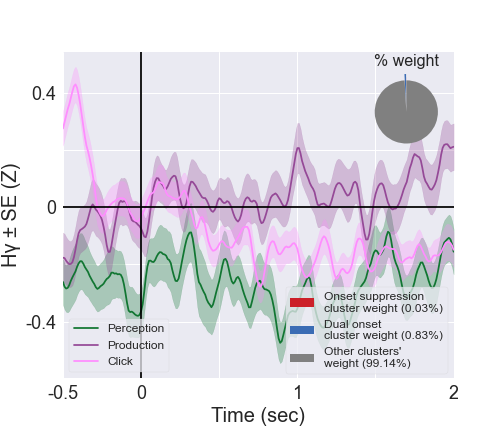 % weight
0.4
0
-0.4
Hγ ± SE (Z)
Perception
Production
Click
Onset suppression
cluster weight (0.03%)
Dual onset
cluster weight (0.83%)
Other clusters'
weight (99.14%)
-0.5
0
1
2
Time (sec)